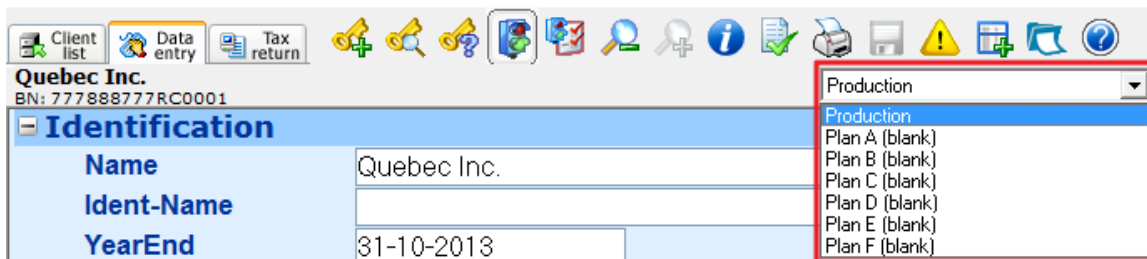 Client list
Data entry
Tax return
Quebec Inc.
BN: 777888777RC0001
Production
Identification
Production
Plan A (blank)
Plan B (blank)
Plan C (blank)
Plan D (blank)
Plan E (blank)
Plan F (blank)
Name Quebec Inc.
Ident-Name
YearEnd 31-10-2013